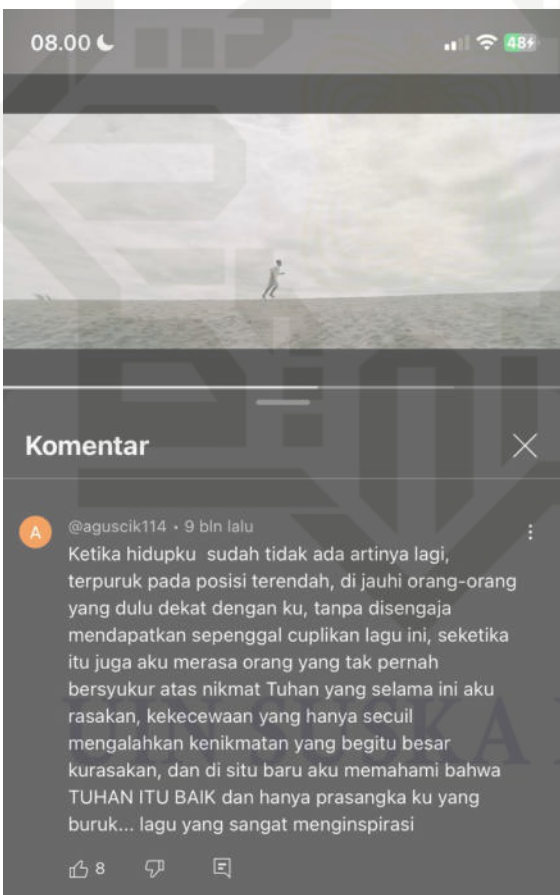 08.00
48
Komentar
A
@aguscik114 • 9 bln lalu
Ketika hidupku  sudah tidak ada artinya lagi,
terpuruk pada posisi terendah, di jauhi orang-orang
yang dulu dekat dengan ku, tanpa disengaja
mendapatkan sepenggal cuplikan lagu ini, seketika
itu juga aku merasa orang yang tak pernah
bersyukur atas nikmat Tuhan yang selama ini aku
rasakan, kekecewaan yang hanya secuil
mengalahkan kenikmatan yang begitu besar
kurasakan, dan di situ baru aku memahami bahwa
TUHAN ITU BAIK dan hanya prasangka ku yang
buruk... lagu yang sangat menginspirasi
8
UIN SUSKA